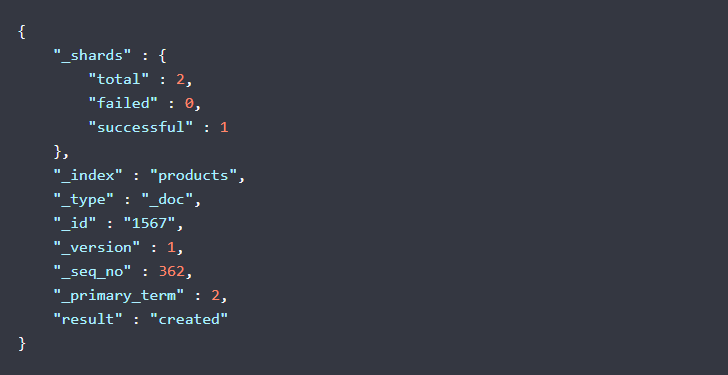 {
    "_shards" : {
        "total" : 2,
        "failed" : 0,
        "successful" : 1
    },
    "_index" : "products",
    "_type" : "_doc",
    "_id" : "1567",
    "_version" : 1,
    "_seq_no" : 362,
    "_primary_term" : 2,
    "result" : "created"
}